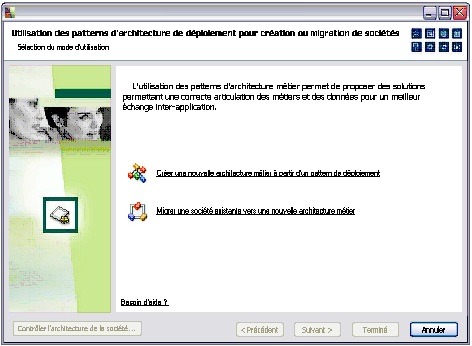 Utilisation des patterns d'architecture de déploiement pour création ou migration de sociétés
Sélection du mode d'utilisation
L'utilisation des patterns d'architecture métier permet de proposer des solutions
permettant une correcte articulation des métiers et des données pour un meilleur
échange inter-application.
Créer une nouvelle architecture métier à partir d'un pattern de déploiement
Migrer une société existante vers une nouvelle architecture métier
Besoin d'aide ?
Contrôler l'architecture de la société...
< Précédent
Suivant >
Terminé
Annuler